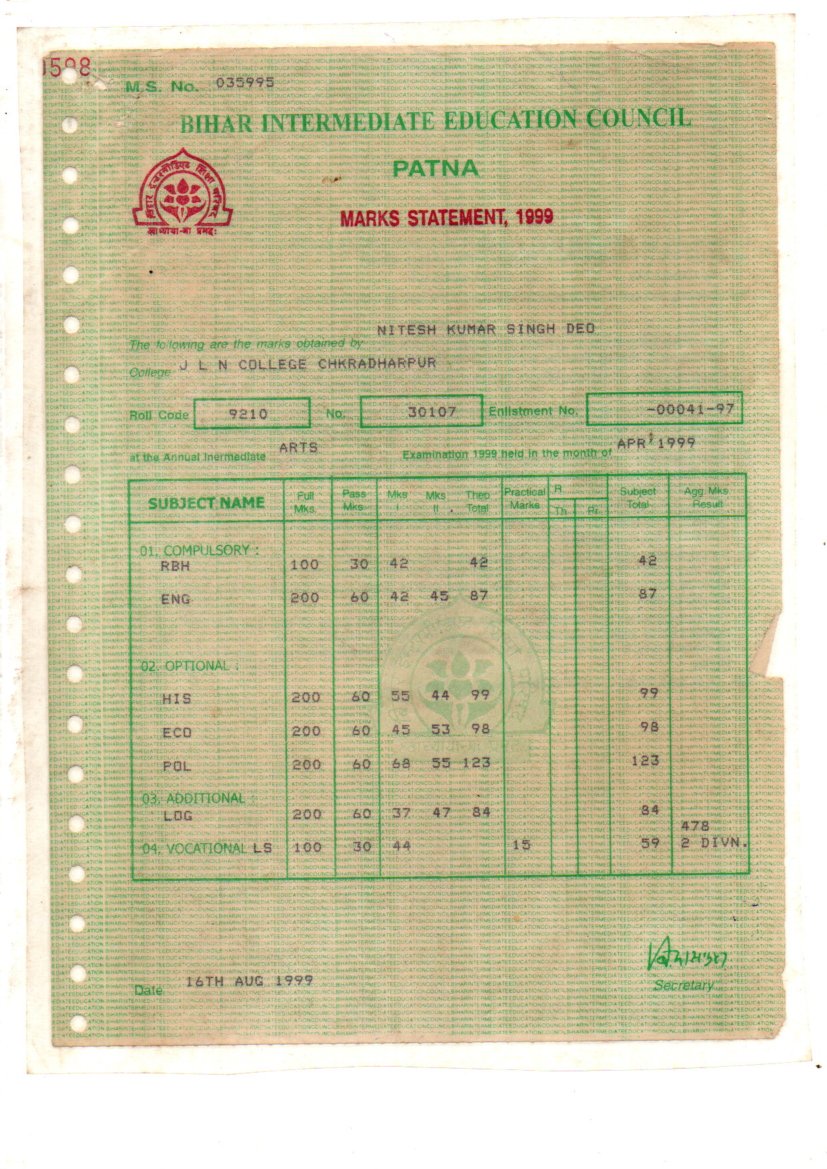 M.S. No. 035995
BIHAR INTERMEDIATE EDUCATION COUNCIL
PATNA
MARKS STATEMENT, 1999
The following are the marks obtained by NITESH KUMAR SINGH DEO
College J L N COLLEGE CHKRADHARPUR
Roll Code 9210 No. 30107 Enlistment No. -00041-97
at the Annual Inermediate ARTS Examination 1999 held in the month of APR' 1999
SUBJECT NAME Full Mks. Pass Mks Mks I Mks II Theo Total Practical Marks R Th Pr Subject Total Agg Mks Result
01. COMPULSORY :
RBH 100 30 42 42 42
ENG 200 60 42 45 87 87
02. OPTIONAL :
HIS 200 60 55 44 99 99
ECO 200 60 45 53 98 98
POL 200 60 68 55 123 123
03. ADDITIONAL :
LOG 200 60 37 47 84 84
478
04. VOCATIONAL LS 100 30 44 15 59 2 DIVN.
Date 16TH AUG 1999
Secretary